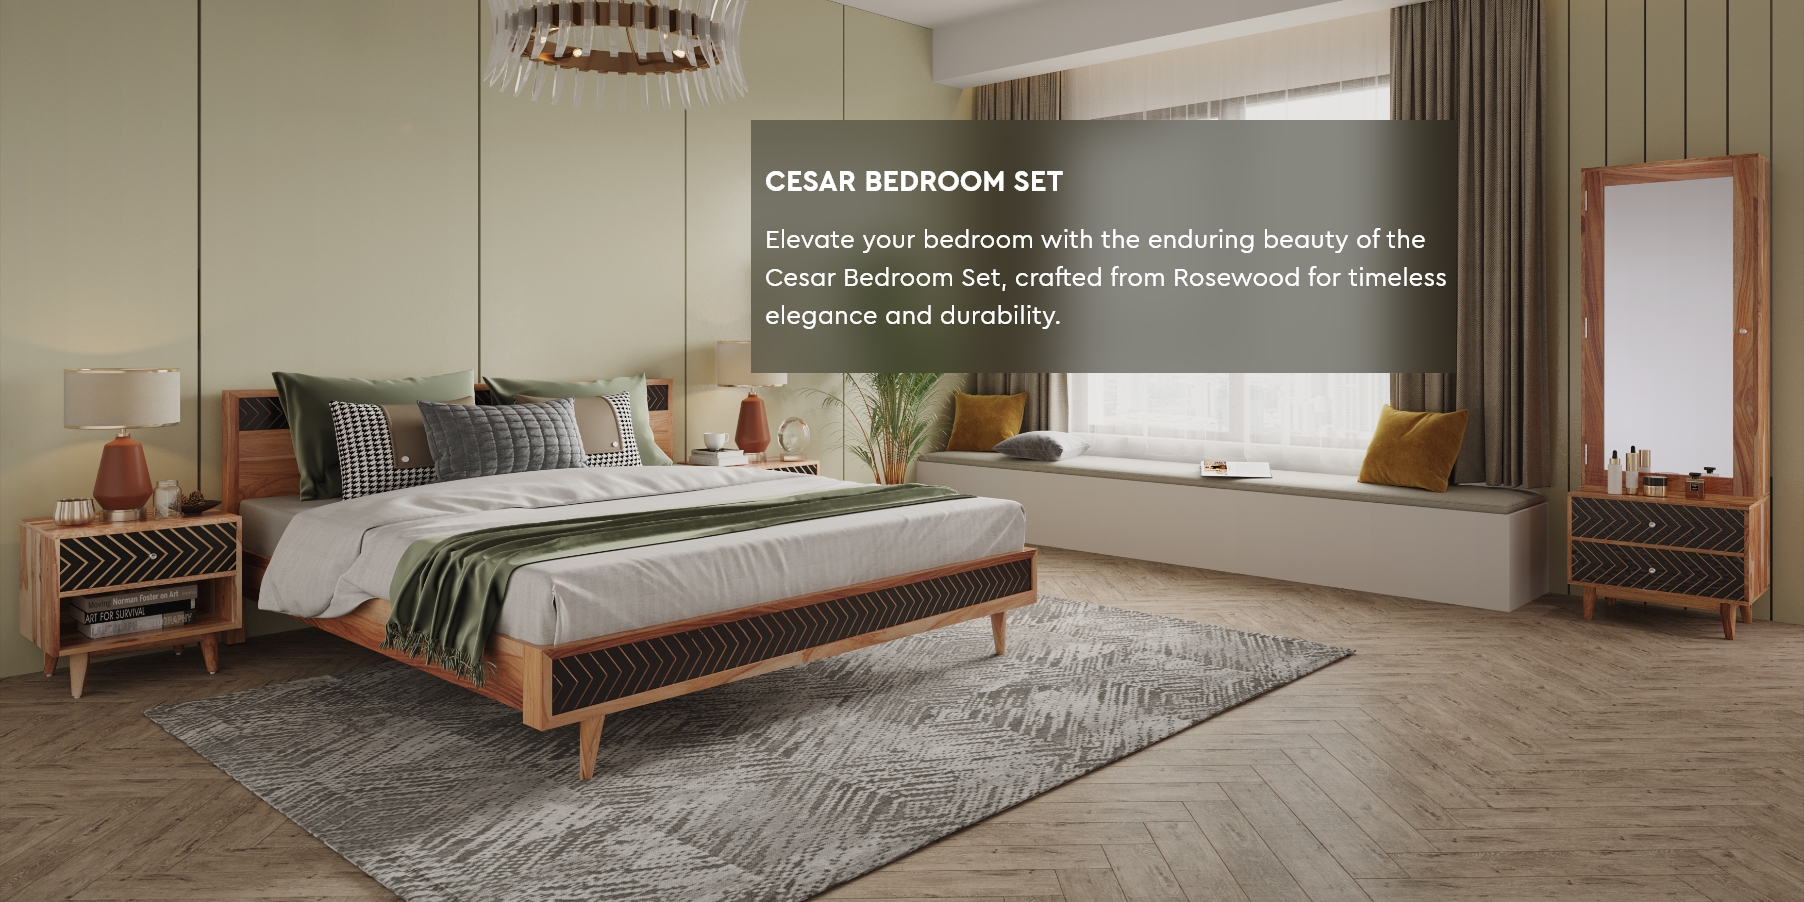 CESAR BEDROOM SET
Elevate your bedroom with the enduring beauty of the
Cesar Bedroom Set, crafted from Rosewood for timeless
elegance and durability.
Moving Norman Foster on Art
ART FOR SURVIVAL